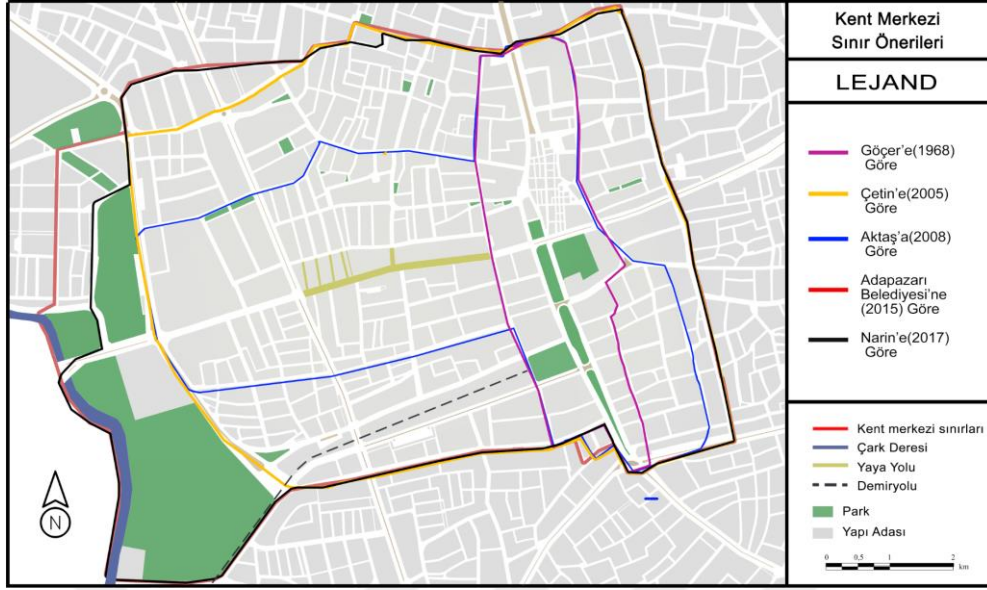 Kent Merkezi
Sınır Önerileri
LEJAND
Göçer'e(1968)
Göre
Çetin'e(2005)
Göre
Aktaş'a(2008)
Göre
Adapazarı
Belediyesi'ne
(2015) Göre
Narin'e(2017)
Göre
Kent merkezi sınırları
Çark Deresi
Yaya Yolu
Demiryolu
Park
Yapı Adası
0 0,5 1 2
km
N